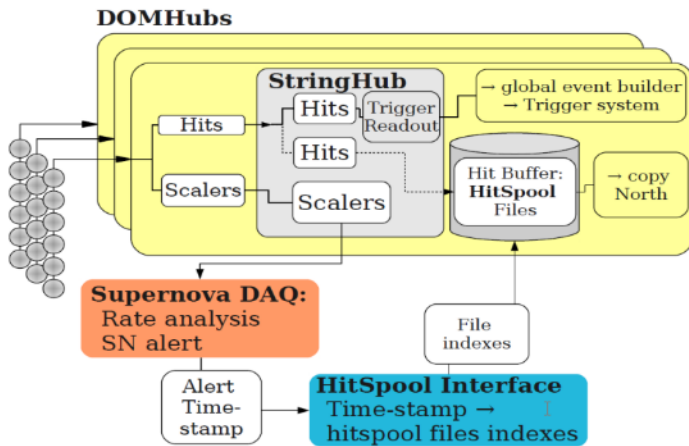 DOMHubs
StringHub
Hits
Scalers
Hits
Hits
Scalers
Trigger
Readout
→ global event builder
→ Trigger system
Hit Buffer:
HitSpool
Files
→ copy
North
Supernova DAQ:
Rate analysis
SN alert
File
indexes
Alert
Time-
stamp
HitSpool Interface
Time-stamp →
hitspool files indexes